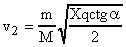 v₂ = m/M √(Xqctgα/2)